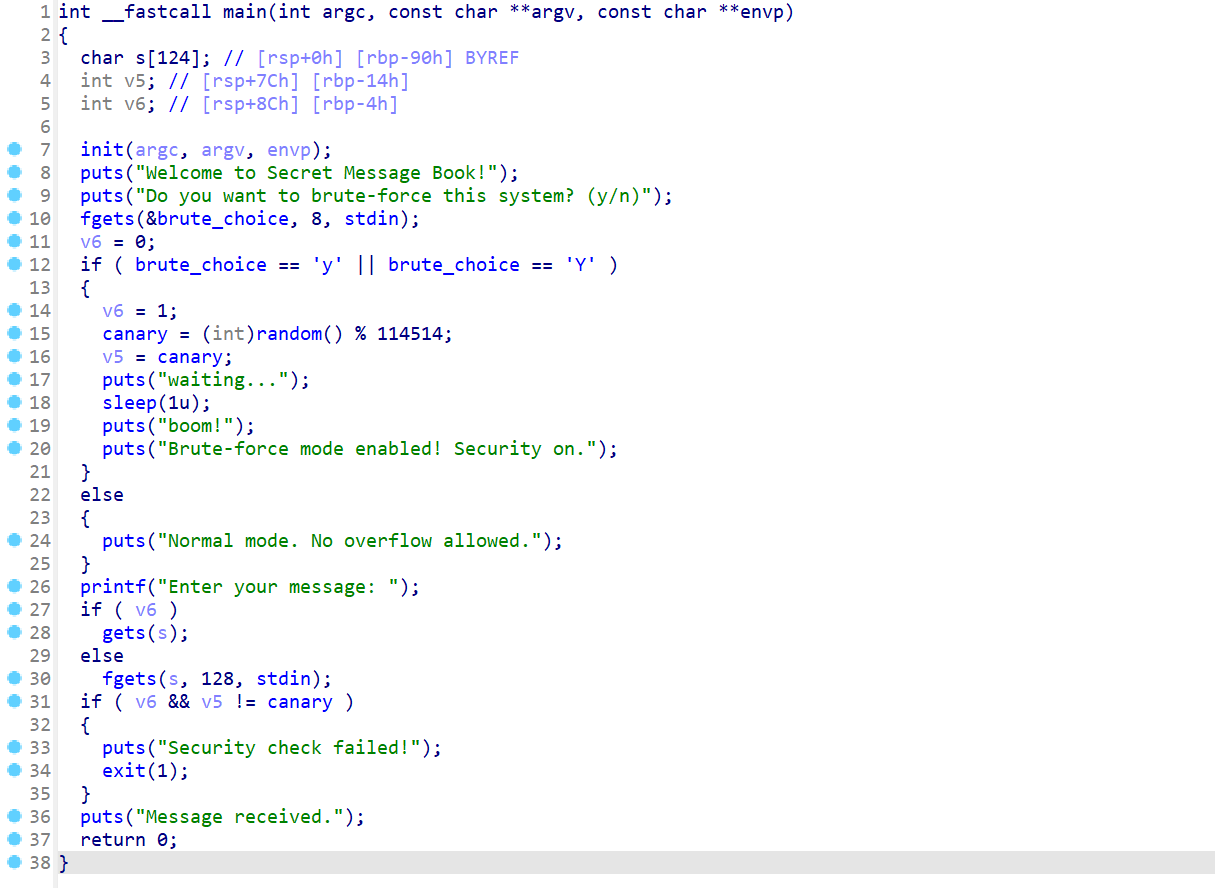 1 int __fastcall main(int argc, const char **argv, const char **envp)
2 {
3   char s[124]; // [rsp+0h] [rbp-90h] BYREF
4   int v5; // [rsp+7Ch] [rbp-14h]
5   int v6; // [rsp+8Ch] [rbp-4h]
6
7   init(argc, argv, envp);
8   puts("Welcome to Secret Message Book!");
9   puts("Do you want to brute-force this system? (y/n)");
10   fgets(&brute_choice, 8, stdin);
11   v6 = 0;
12   if ( brute_choice == 'y' || brute_choice == 'Y' )
13   {
14     v6 = 1;
15     canary = (int)random() % 114514;
16     v5 = canary;
17     puts("waiting...");
18     sleep(1u);
19     puts("boom!");
20     puts("Brute-force mode enabled! Security on.");
21   }
22   else
23   {
24     puts("Normal mode. No overflow allowed.");
25   }
26   printf("Enter your message: ");
27   if ( v6 )
28     gets(s);
29   else
30     fgets(s, 128, stdin);
31   if ( v6 && v5 != canary )
32   {
33     puts("Security check failed!");
34     exit(1);
35   }
36   puts("Message received.");
37   return 0;
38 }